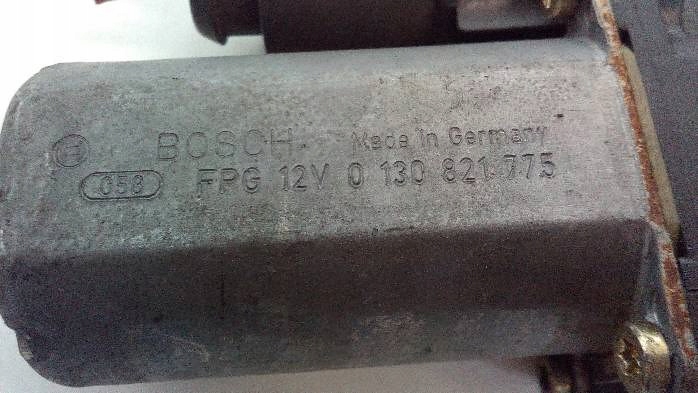 BOSCH Made in Germany
058 FPG 12V 0 130 821 775